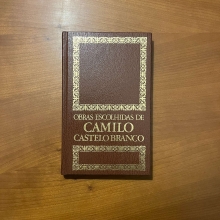 OBRAS ESCOLHIDAS DE
CAMILO
CASTELO BRANCO